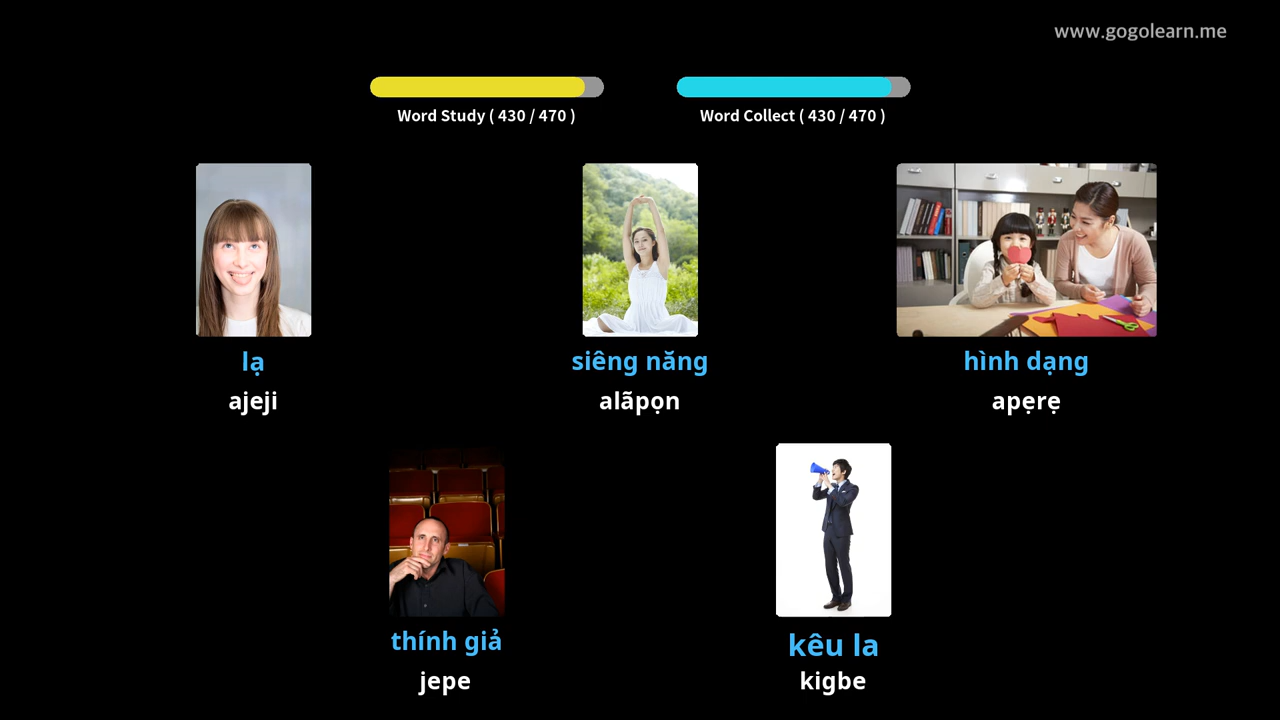 www.gogolearn.me
Word Study ( 430 / 470 )
Word Collect ( 430 / 470 )
lạ
siêng năng
hình dạng
ajeji
alãpọn
apẹrẹ
thính giả
kêu la
jepe
kigbe